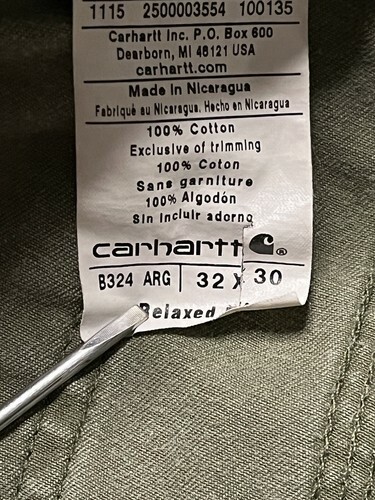 1115 2500003554 100135
Carhartt Inc. P.O. Box 600
Dearborn, MI 48121 USA
carhartt.com
Made in Nicaragua
Fabriqué au Nicaragua. Hecho en Nicaragua
100% Cotton
Exclusive of trimming
100% Coton
Sans garniture
100% Algodón
Sin incluir adorno
carhartt ®
B324 ARG 32 X 30
Relaxed